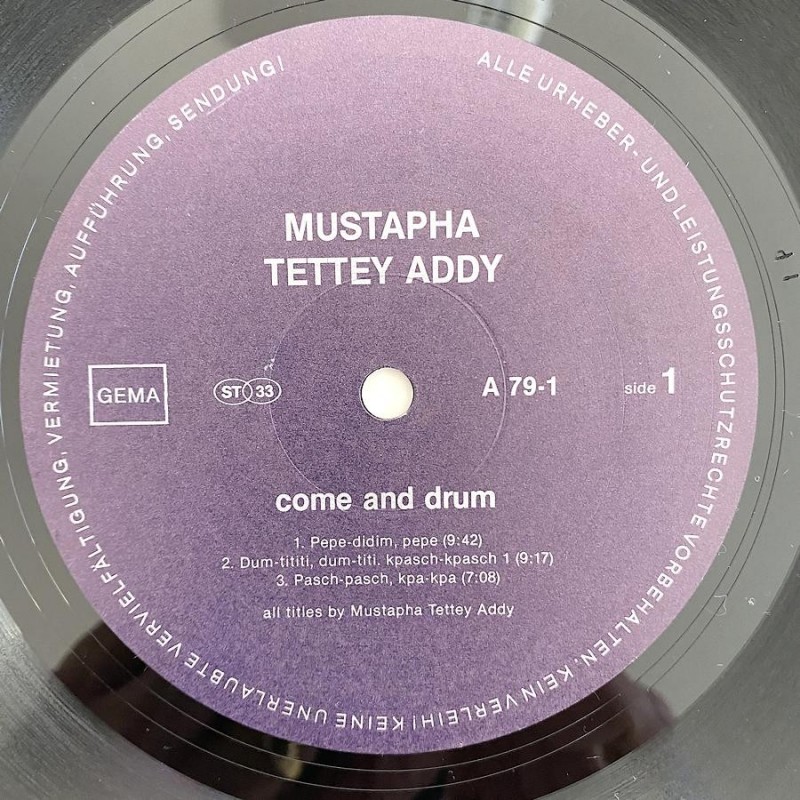 ALLE URHEBER- UND LEISTUNGSSCHUTZRECHTE VORBEHALTEN. KEIN VERLEIH! KEINE UNERLAUBTE VERVIELFÄLTIGUNG, VERMIETUNG, AUFFÜHRUNG, SENDUNG!
MUSTAPHA
TETTEY ADDY
GEMA
ST 33
A 79-1
side 1
come and drum
1. Pepe-didim, pepe (9:42)
2. Dum-tititi, dum-titi. kpasch-kpasch 1 (9:17)
3. Pasch-pasch, kpa-kpa (7:08)
all titles by Mustapha Tettey Addy